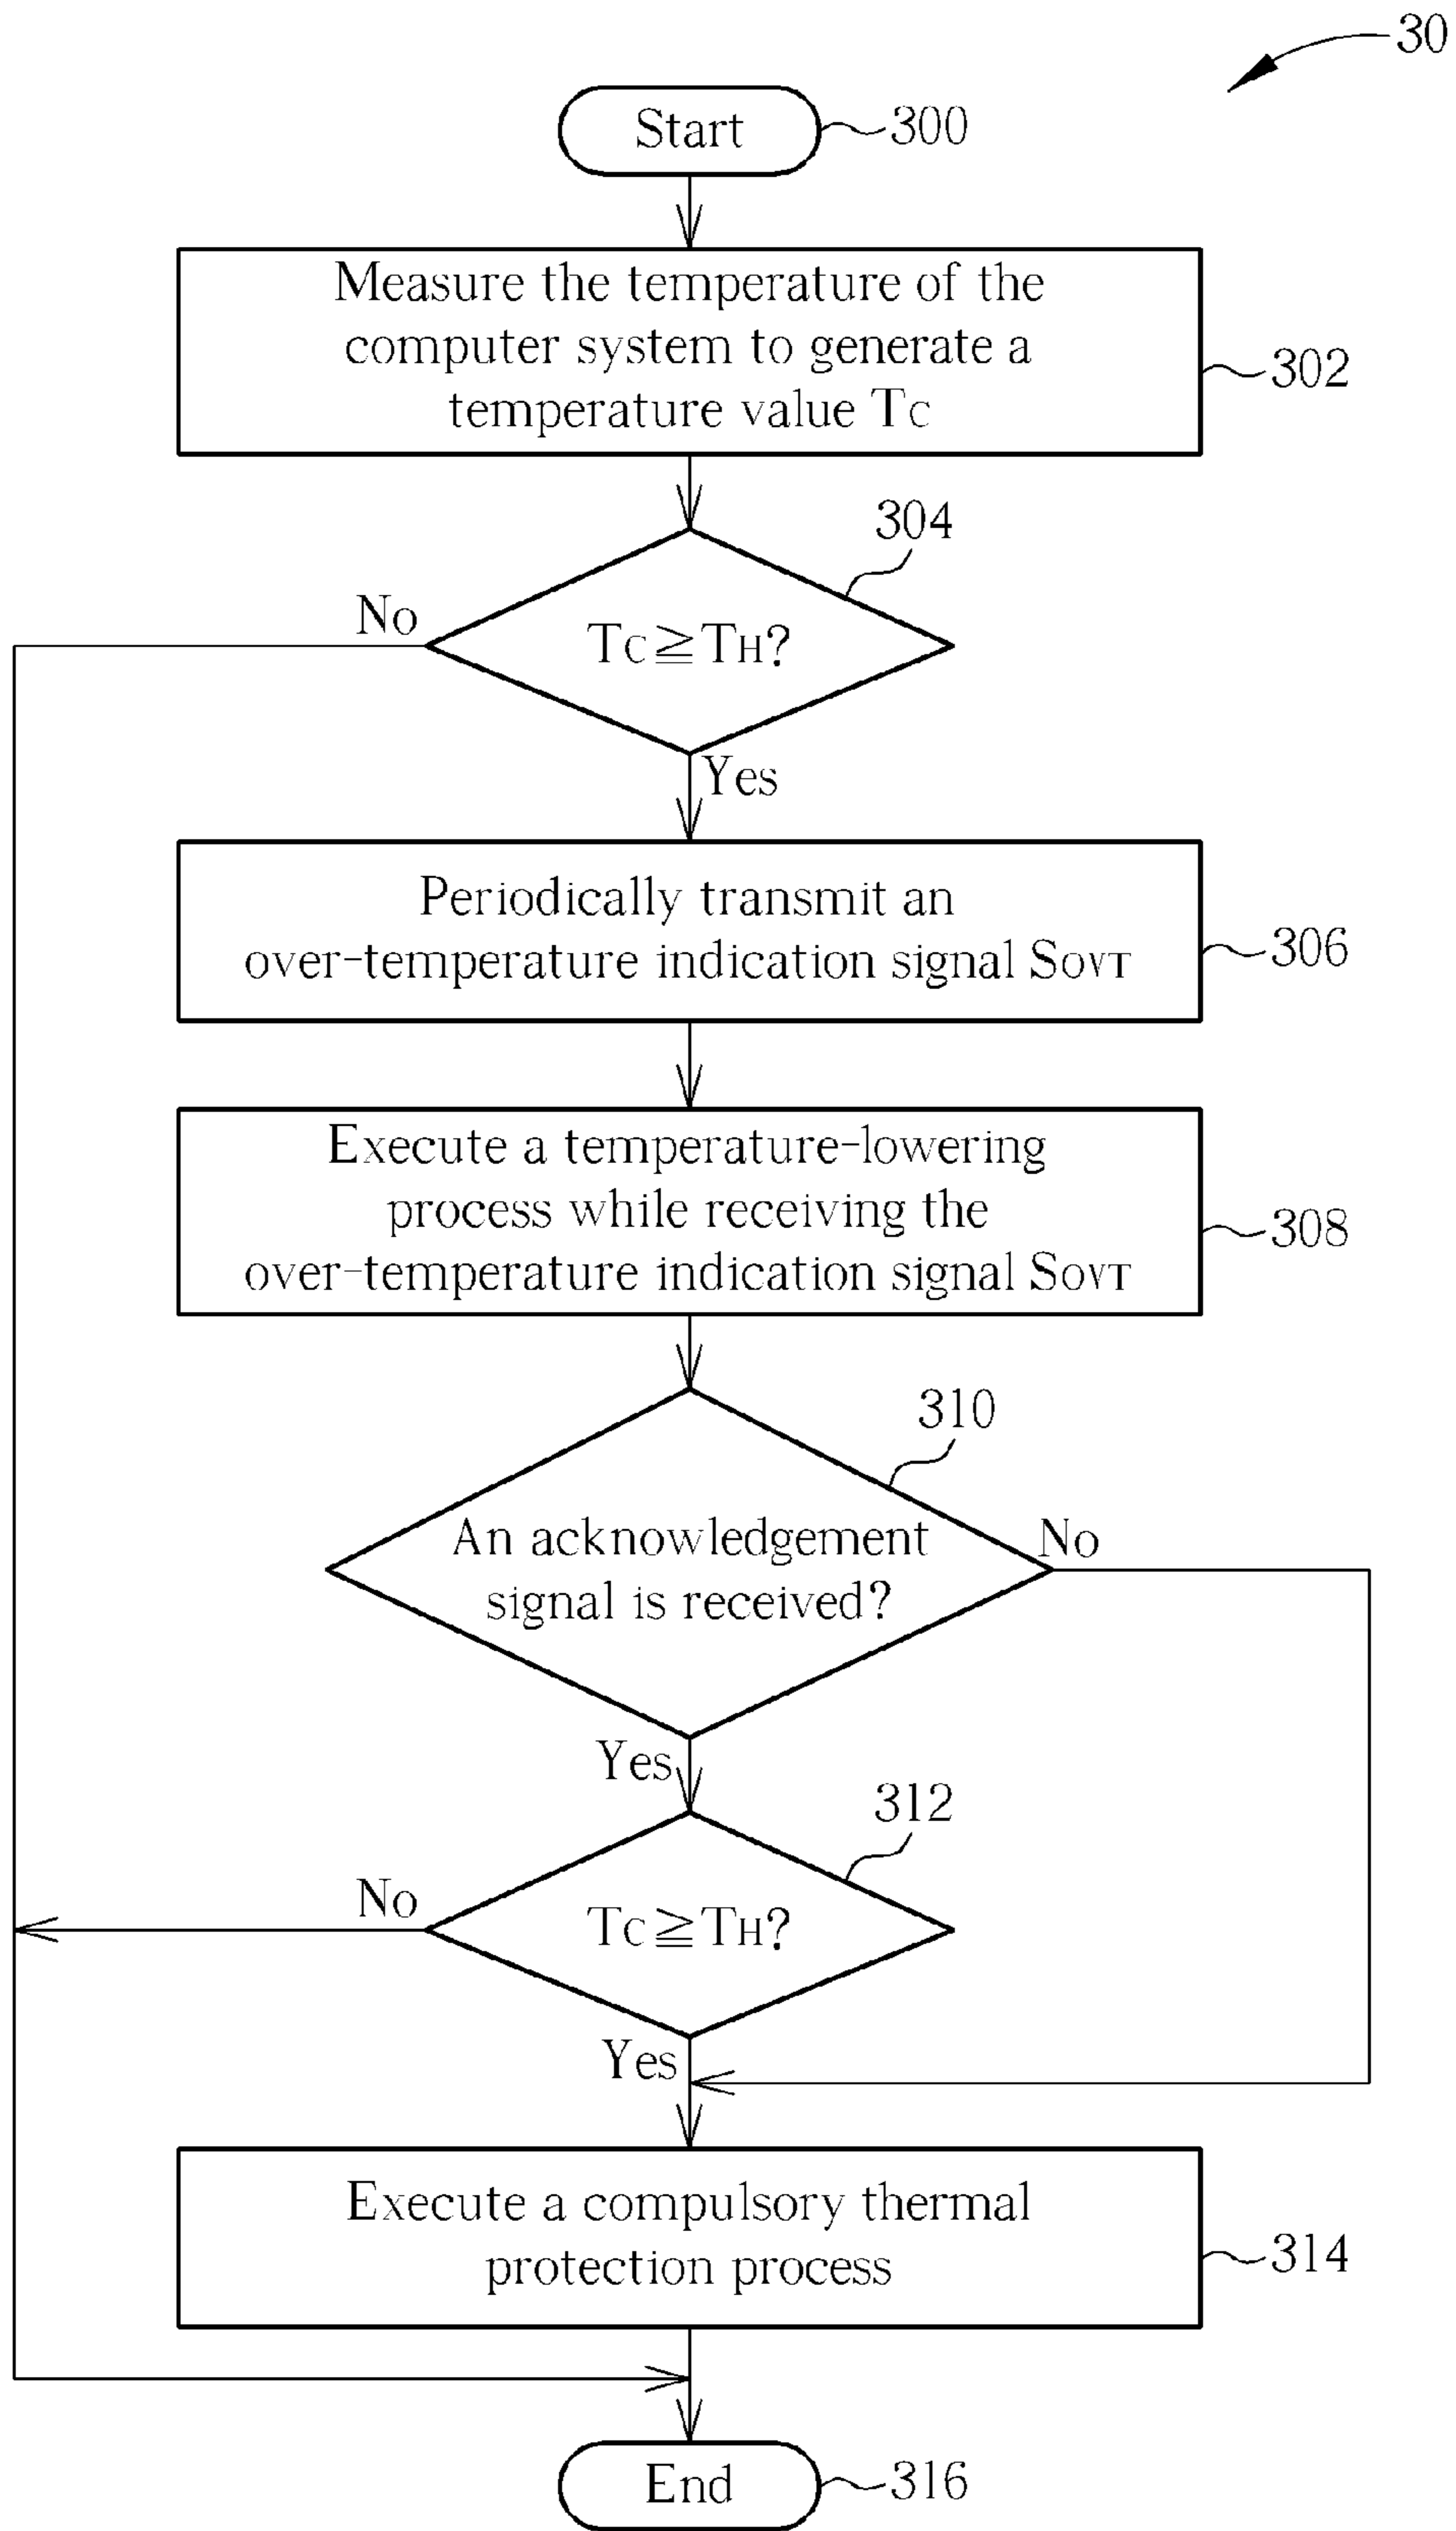 30
Start
300
Measure the temperature of the
computer system to generate a
temperature value TC
302
304
No
TC≧TH?
Yes
Periodically transmit an
over-temperature indication signal SOVT
306
Execute a temperature-lowering
process while receiving the
over-temperature indication signal SOVT
308
310
An acknowledgement
signal is received?
No
Yes
312
No
TC≧TH?
Yes
Execute a compulsory thermal
protection process
314
End
316